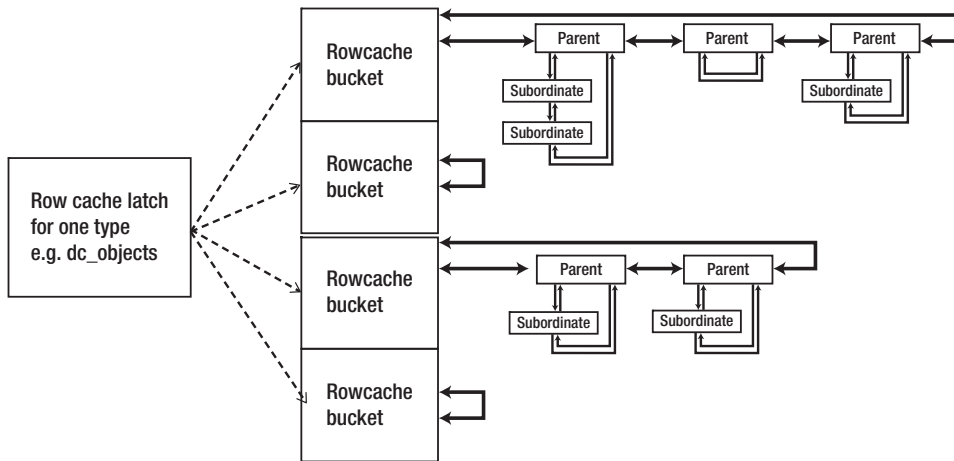 Rowcache
bucket
Parent
Parent
Parent
Subordinate
Subordinate
Subordinate
Rowcache
bucket
Row cache latch
for one type
e.g. dc_objects
Rowcache
bucket
Parent
Parent
Subordinate
Subordinate
Rowcache
bucket